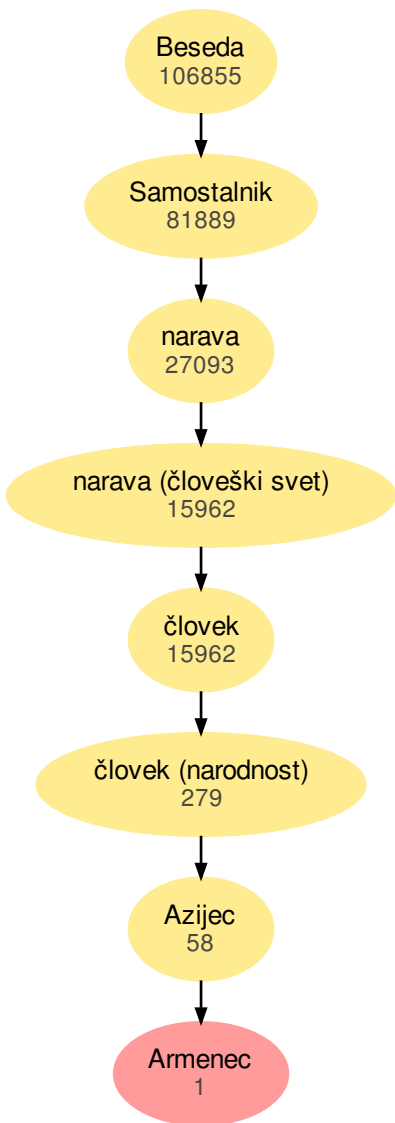 Beseda
106855
Samostalnik
81889
narava
27093
narava (človeški svet)
15962
človek
15962
človek (narodnost)
279
Azijec
58
Armenec
1